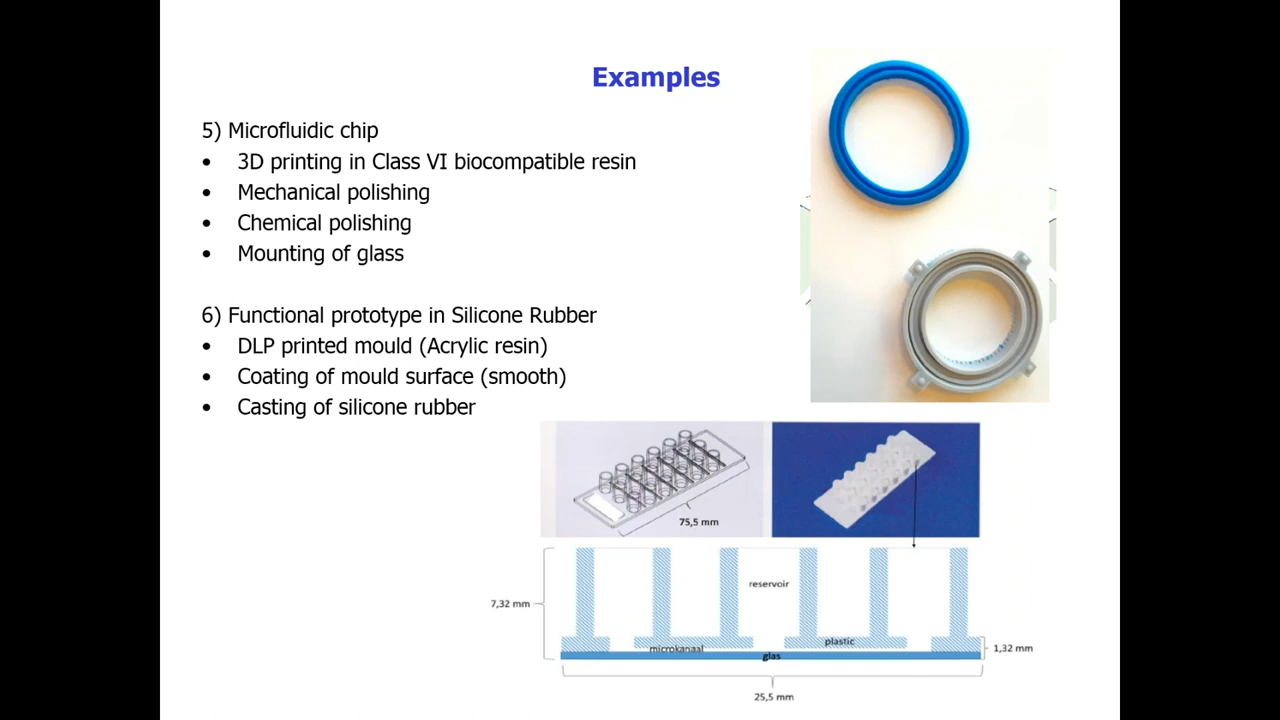 Examples
5) Microfluidic chip
• 3D printing in Class VI biocompatible resin
• Mechanical polishing
• Chemical polishing
• Mounting of glass
6) Functional prototype in Silicone Rubber
• DLP printed mould (Acrylic resin)
• Coating of mould surface (smooth)
• Casting of silicone rubber
75,5 mm
reservoir
7,32 mm
plastic
microkanaal
1,32 mm
glas
25,5 mm